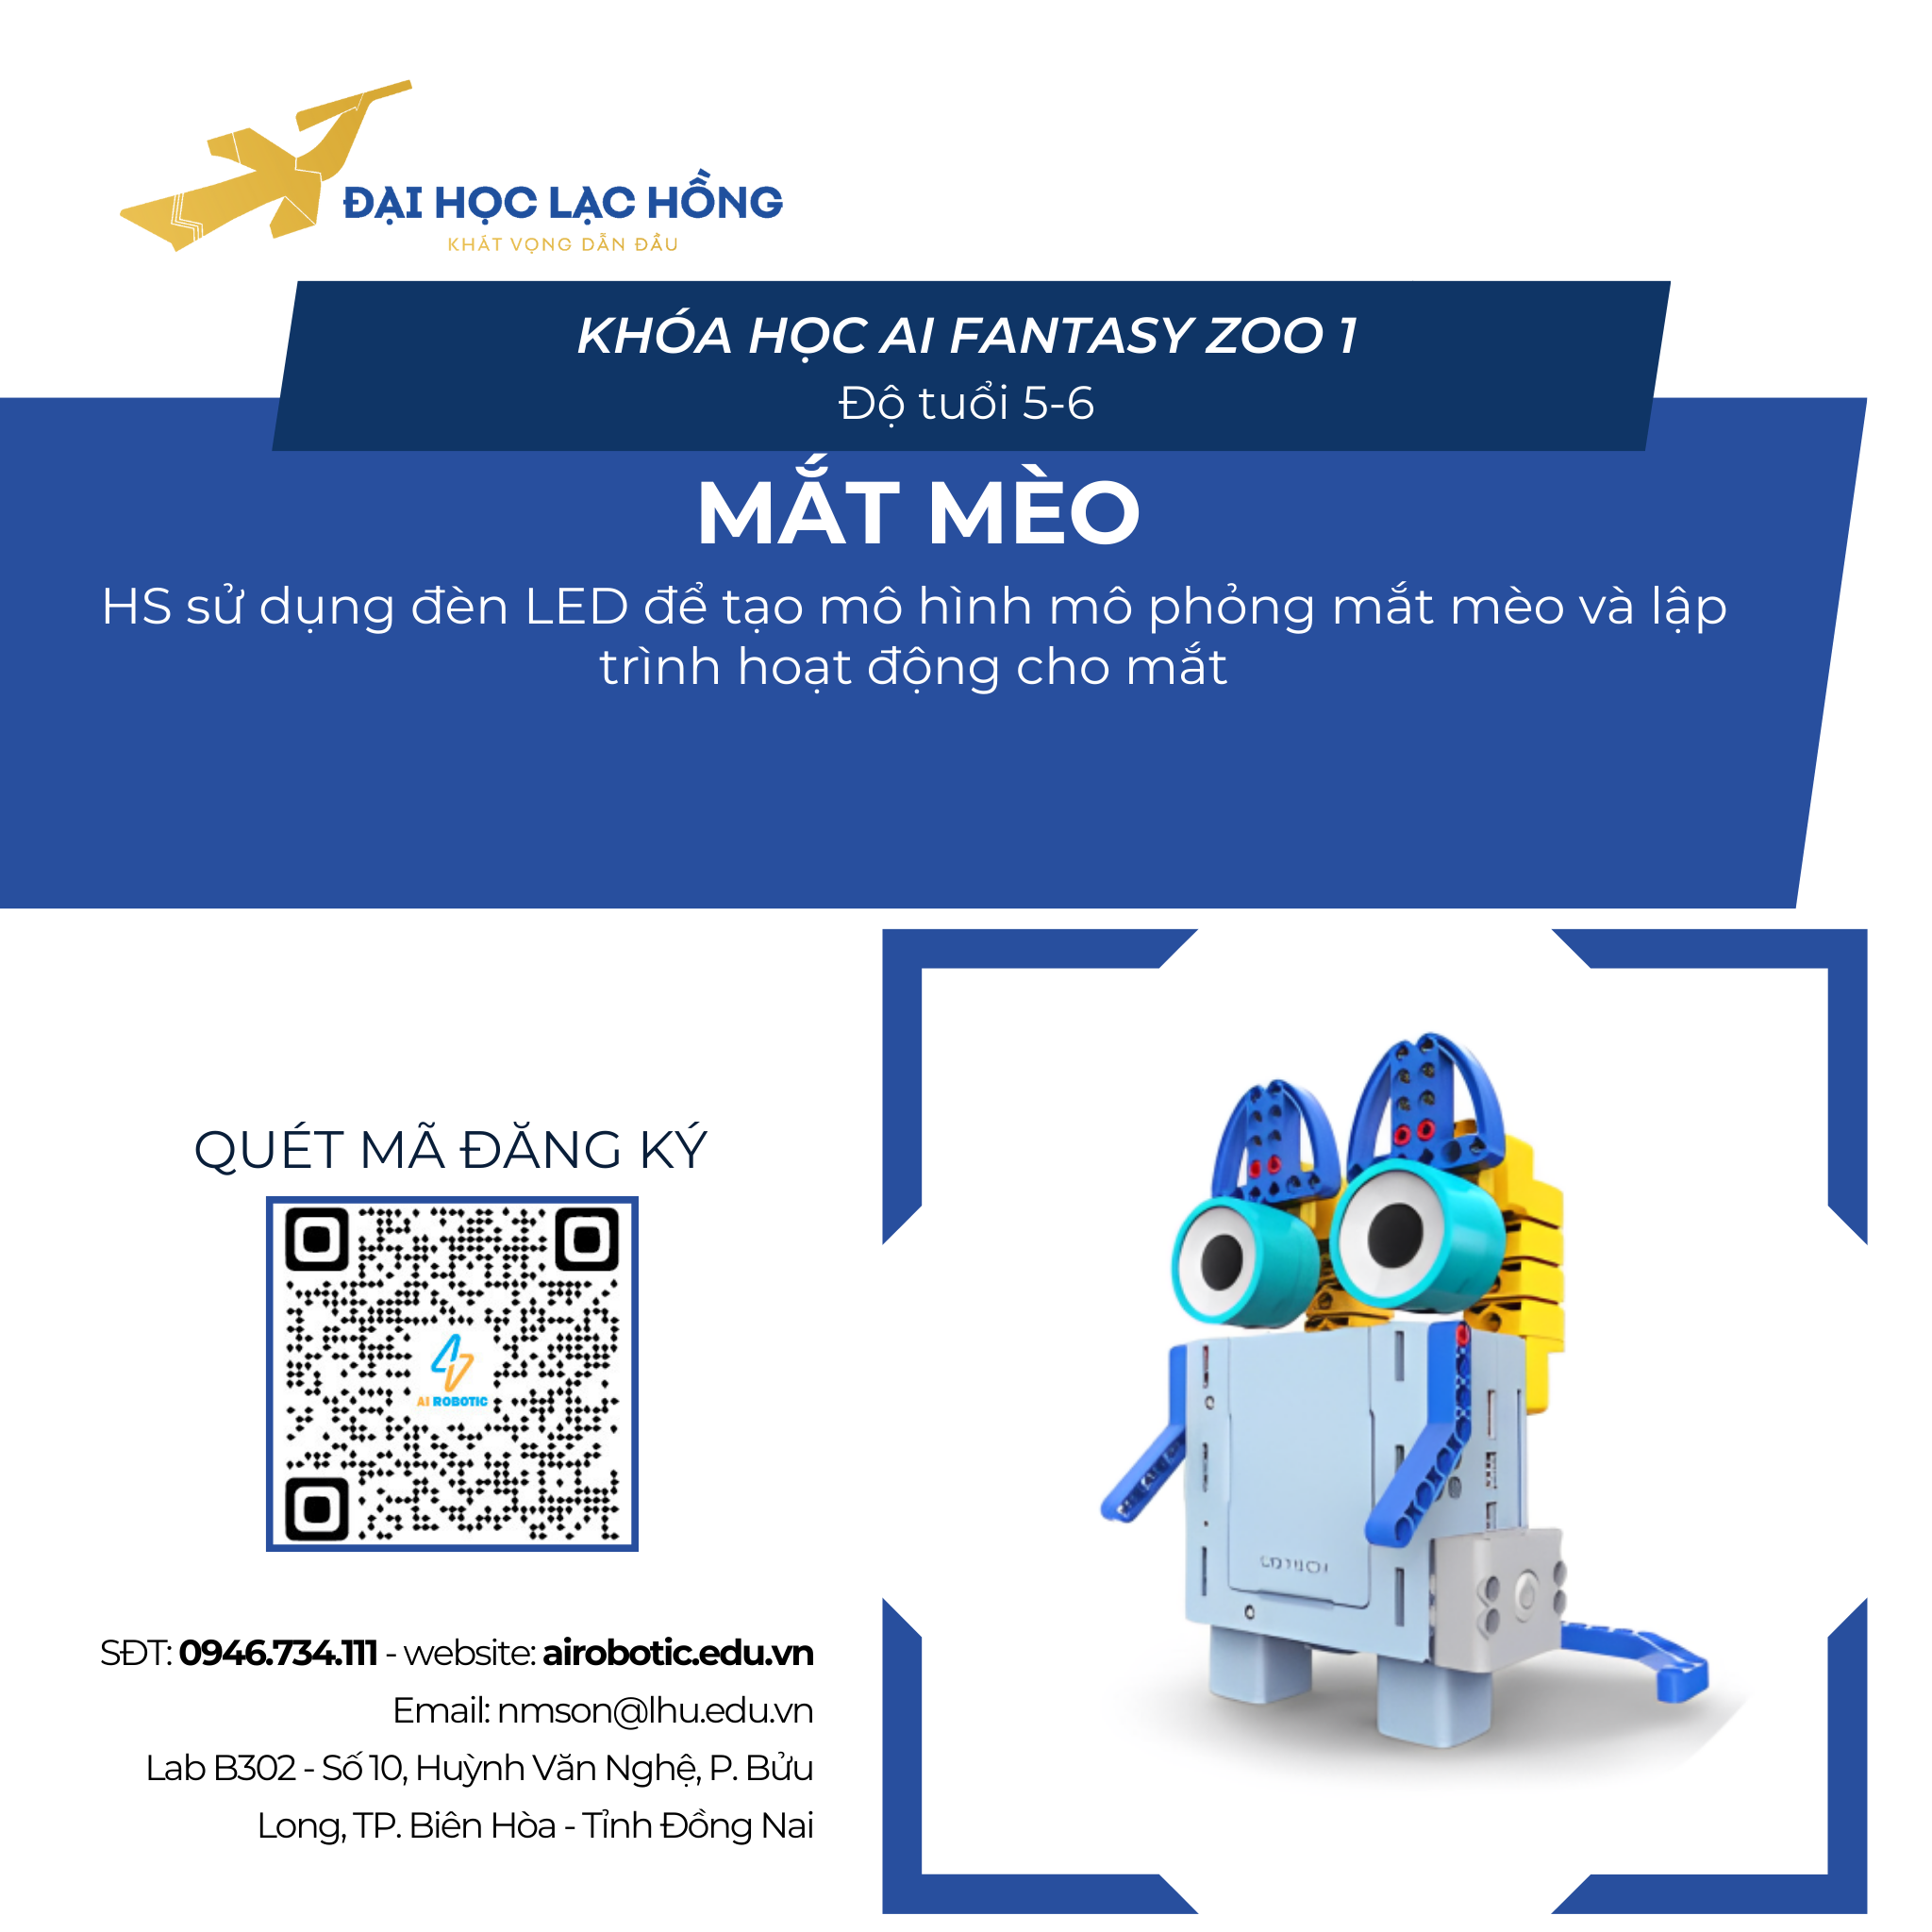 ĐẠI HỌC LẠC HỒNG
KHÁT VỌNG DẪN ĐẦU
KHÓA HỌC AI FANTASY ZOO 1
Độ tuổi 5-6
MẮT MÈO
HS sử dụng đèn LED để tạo mô hình mô phỏng mắt mèo và lập
trình hoạt động cho mắt
QUÉT MÃ ĐĂNG KÝ
AI ROBOTIC
SĐT: 0946.734.111 - website: airobotic.edu.vn
Email: nmson@lhu.edu.vn
Lab B302 - Số 10, Huỳnh Văn Nghệ, P. Bửu
Long, TP. Biên Hòa - Tỉnh Đồng Nai